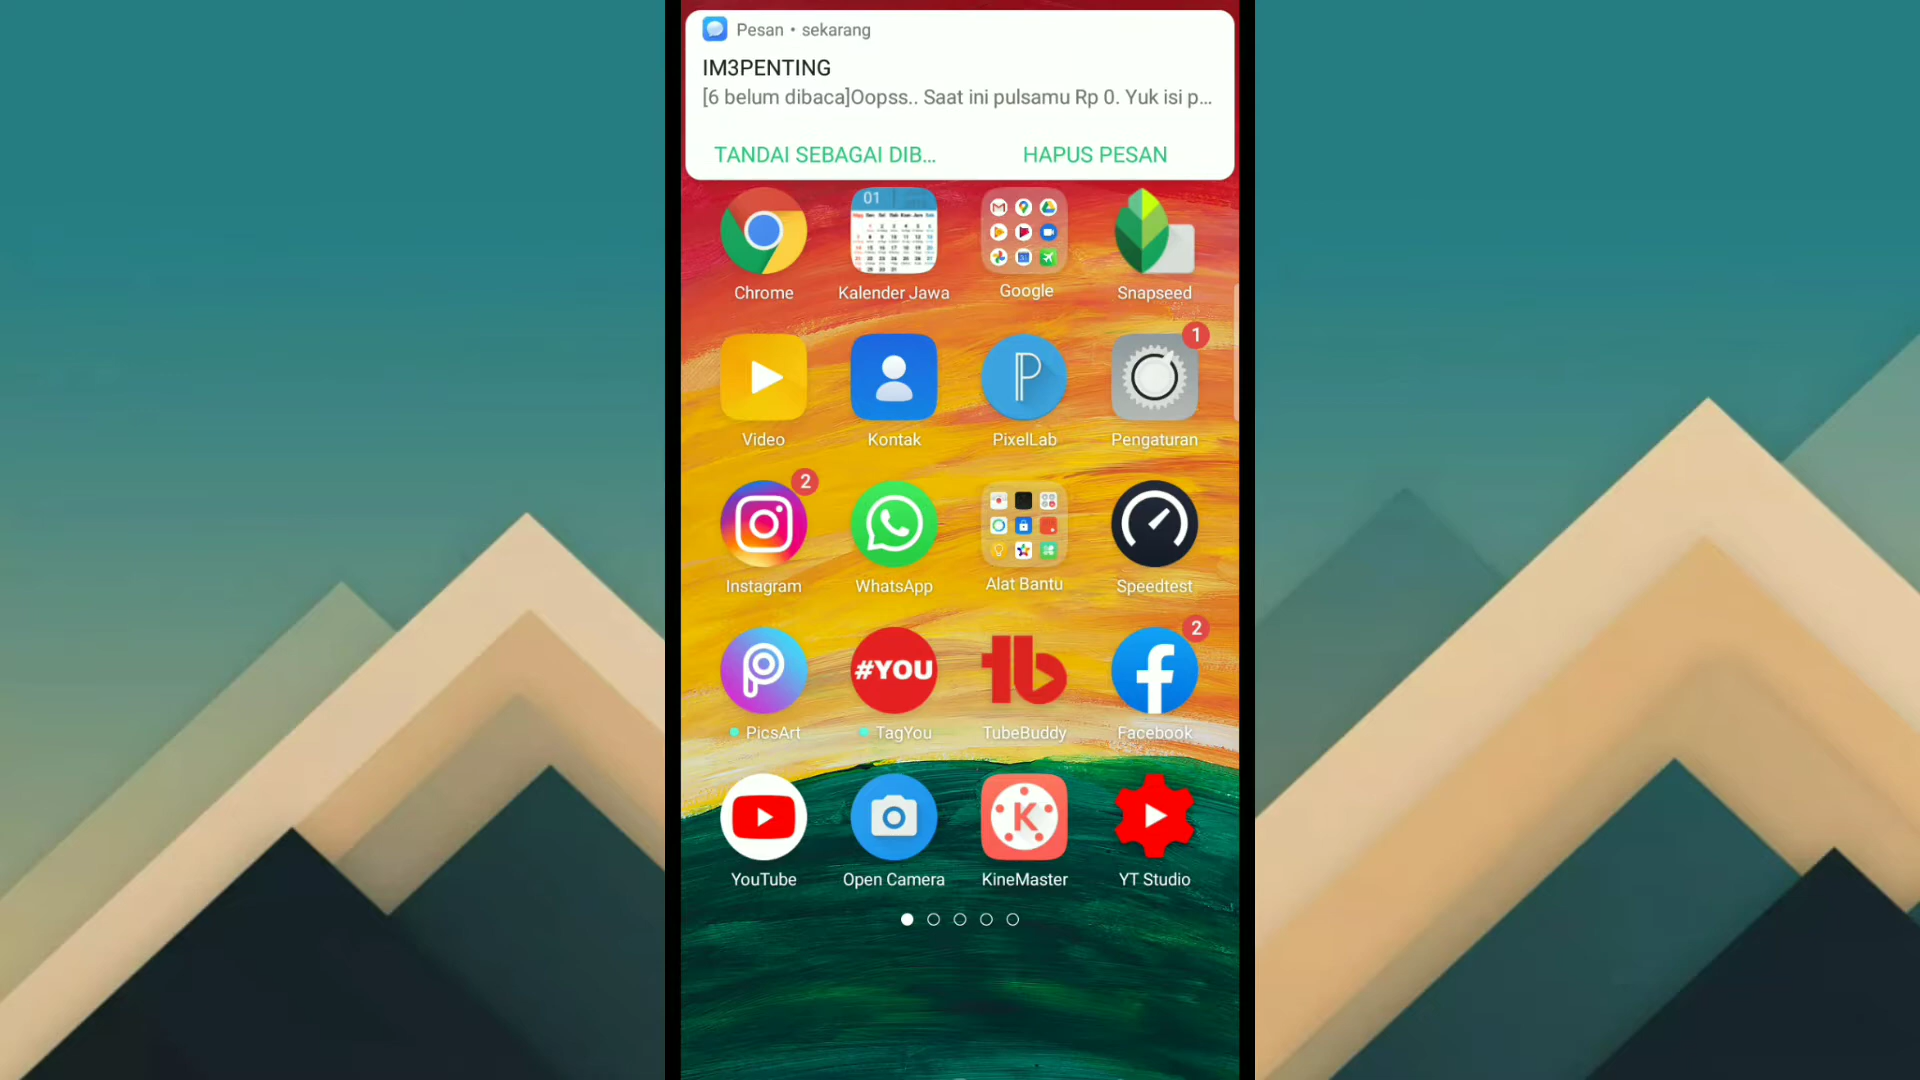 Pesan • sekarang
IM3PENTING
[6 belum dibaca]Oopss.. Saat ini pulsamu Rp 0. Yuk isi p...
TANDAI SEBAGAI DIB...
HAPUS PESAN
01
Chrome
Kalender Jawa
Google
Snapseed
1
Video
Kontak
PixelLab
Pengaturan
2
Instagram
WhatsApp
Alat Bantu
Speedtest
#YOU
2
PicsArt
TagYou
TubeBuddy
Facebook
K
YouTube
Open Camera
KineMaster
YT Studio